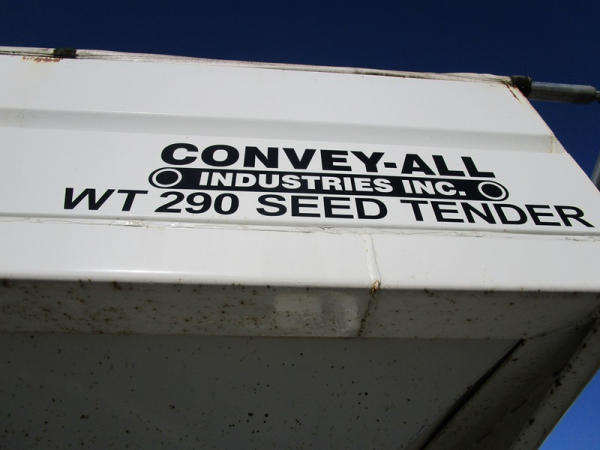 CONVEY-ALL
INDUSTRIES INC.
WT 290 SEED TENDER